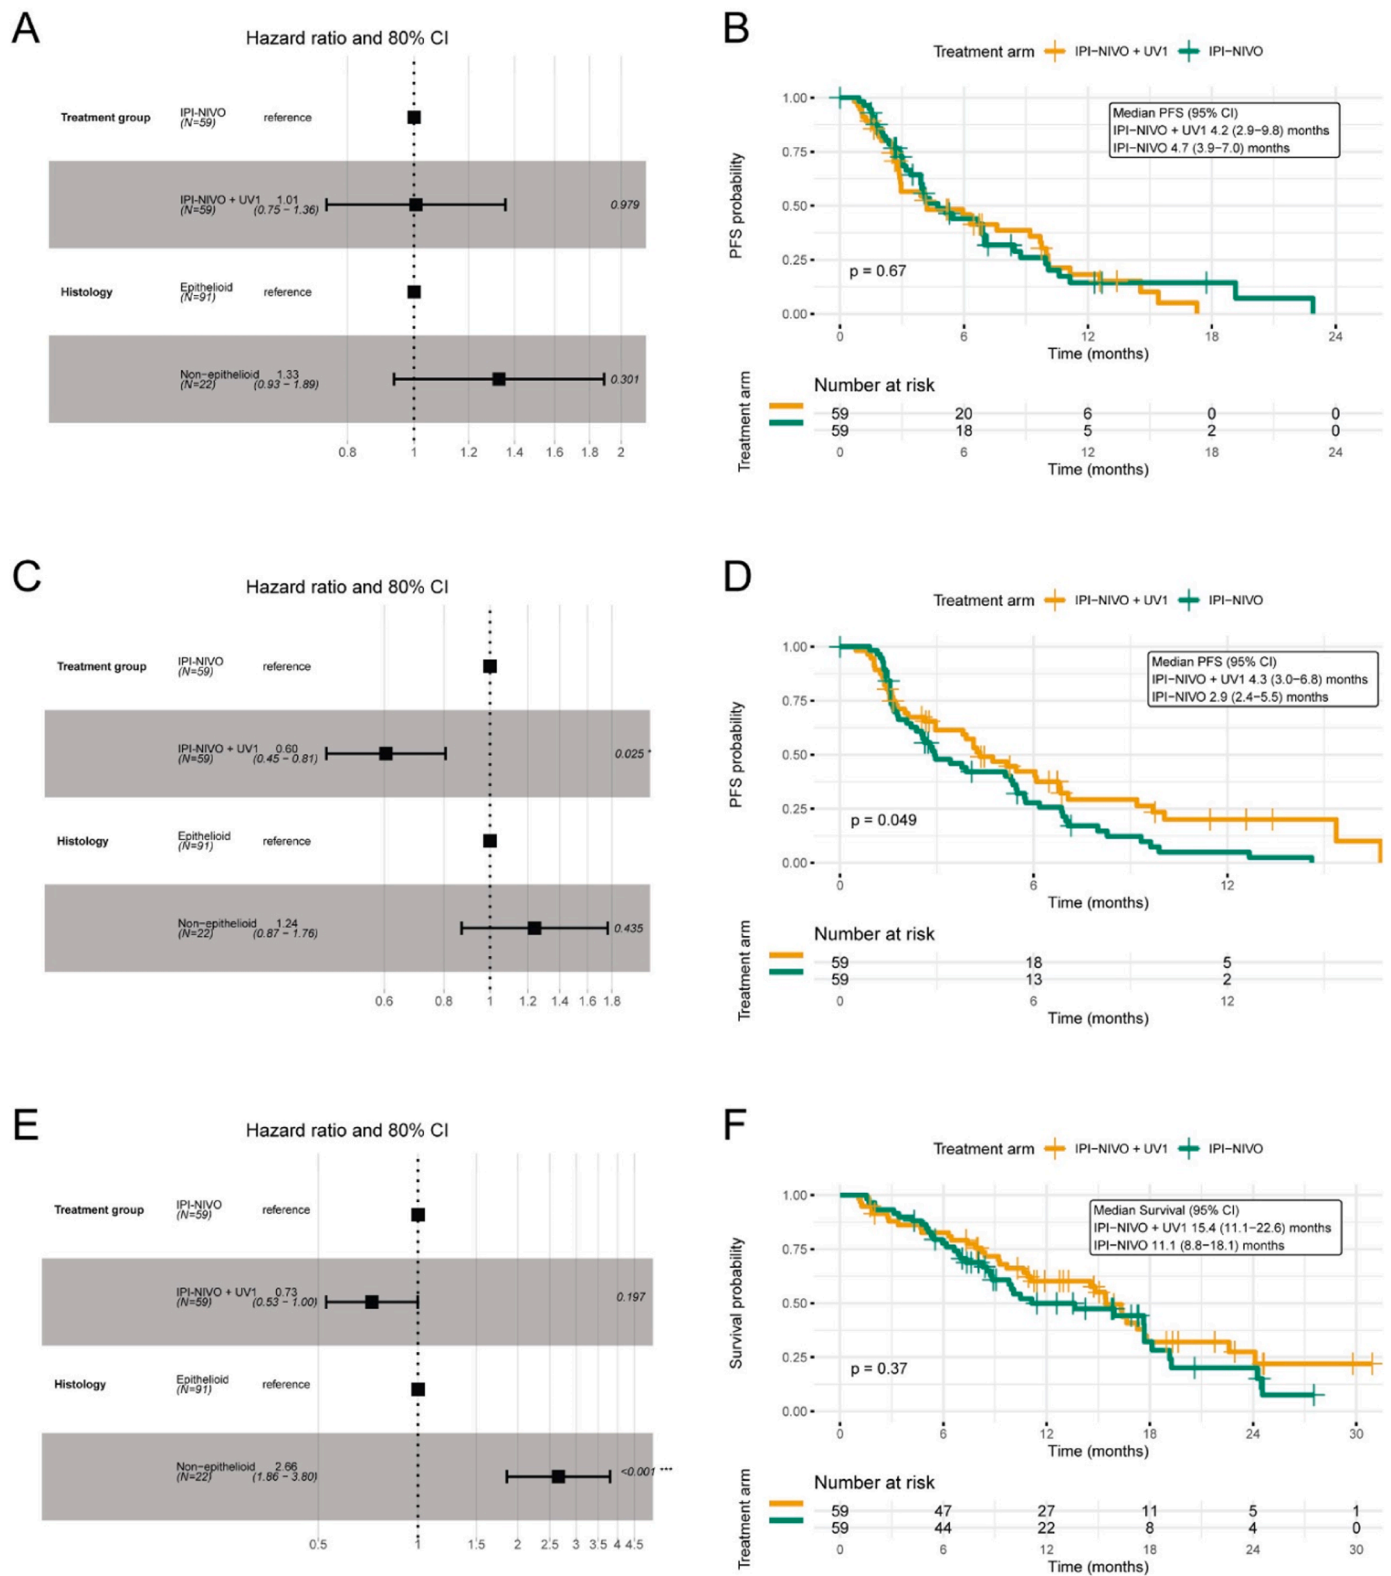 A
Hazard ratio and 80% CI
Treatment group
IPI-NIVO
(N=59)
reference
IPI-NIVO + UV1
(N=59)
1.01
(0.75 − 1.36)
0.979
Histology
Epithelioid
(N=91)
reference
Non−epithelioid
(N=22)
1.33
(0.93 − 1.89)
0.301
0.8 1 1.2 1.4 1.6 1.8 2
B
Treatment arm IPI−NIVO + UV1 IPI−NIVO
Median PFS (95% CI)
IPI−NIVO + UV1 4.2 (2.9−9.8) months
IPI−NIVO 4.7 (3.9−7.0) months
PFS probability
1.00
0.75
0.50
0.25
0.00
p = 0.67
0 6 12 18 24
Time (months)
Number at risk
Treatment arm
59 20 6 0 0
59 18 5 2 0
0 6 12 18 24
Time (months)
C
Hazard ratio and 80% CI
Treatment group
IPI-NIVO
(N=59)
reference
IPI-NIVO + UV1
(N=59)
0.60
(0.45 − 0.81)
0.025 *
Histology
Epithelioid
(N=91)
reference
Non−epithelioid
(N=22)
1.24
(0.87 − 1.76)
0.435
0.6 0.8 1 1.2 1.4 1.6 1.8
D
Treatment arm IPI−NIVO + UV1 IPI−NIVO
Median PFS (95% CI)
IPI−NIVO + UV1 4.3 (3.0−6.8) months
IPI−NIVO 2.9 (2.4−5.5) months
PFS probability
1.00
0.75
0.50
0.25
0.00
p = 0.049
0 6 12
Time (months)
Number at risk
Treatment arm
59 18 5
59 13 2
0 6 12
Time (months)
E
Hazard ratio and 80% CI
Treatment group
IPI-NIVO
(N=59)
reference
IPI-NIVO + UV1
(N=59)
0.73
(0.53 − 1.00)
0.197
Histology
Epithelioid
(N=91)
reference
Non−epithelioid
(N=22)
2.66
(1.86 − 3.80)
<0.001 ***
0.5 1 1.5 2 2.5 3 3.5 4 4.5
F
Treatment arm IPI−NIVO + UV1 IPI−NIVO
Median Survival (95% CI)
IPI−NIVO + UV1 15.4 (11.1−22.6) months
IPI−NIVO 11.1 (8.8−18.1) months
Survival probability
1.00
0.75
0.50
0.25
0.00
p = 0.37
0 6 12 18 24 30
Time (months)
Number at risk
Treatment arm
59 47 27 11 5 1
59 44 22 8 4 0
0 6 12 18 24 30
Time (months)